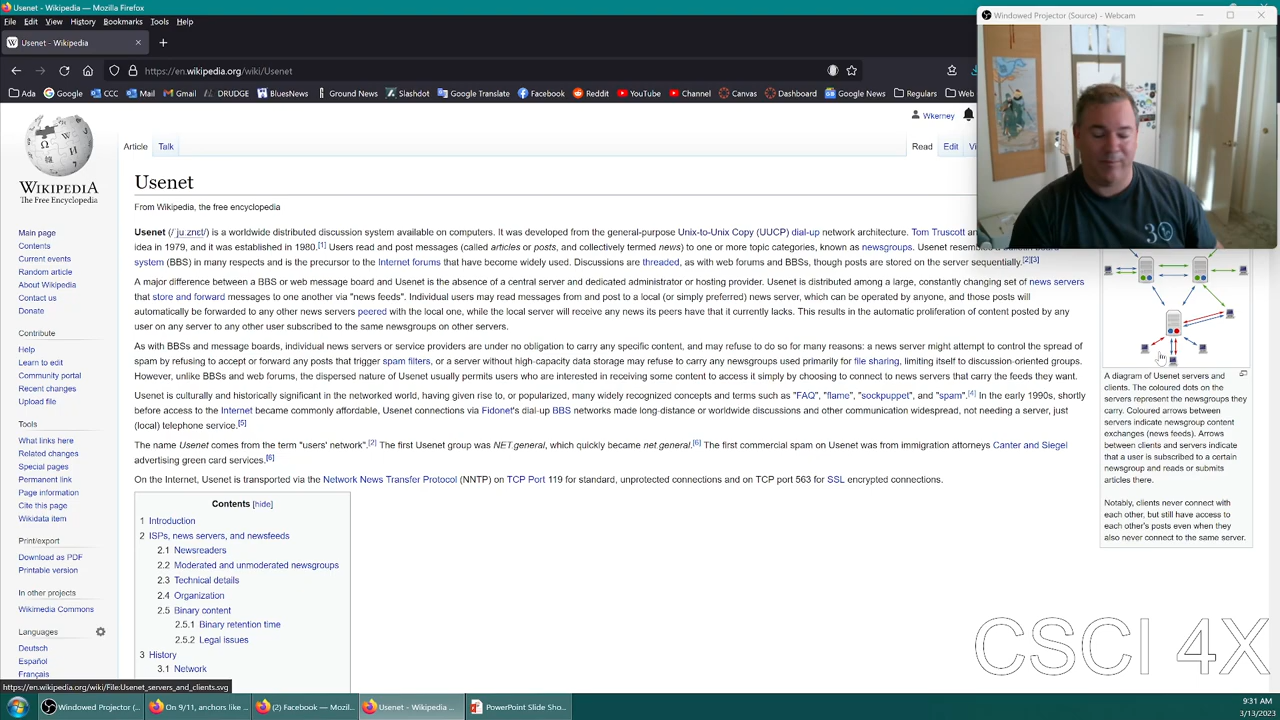 Usenet - Wikipedia — Mozilla Firefox
File Edit View History Bookmarks Tools Help
Usenet - Wikipedia
https://en.wikipedia.org/wiki/Usenet
Ada Google CCC Mail Gmail DRUDGE BluesNews Ground News Slashdot Google Translate Facebook Reddit YouTube Channel Canvas Dashboard Google News Regulars Web
Windowed Projector (Source) - Webcam
Wkerney
Article Talk Read Edit
WIKIPEDIA
The Free Encyclopedia
Main page
Contents
Current events
Random article
About Wikipedia
Contact us
Donate
Contribute
Help
Learn to edit
Community portal
Recent changes
Upload file
Tools
What links here
Related changes
Special pages
Permanent link
Page information
Cite this page
Wikidata item
Print/export
Download as PDF
Printable version
In other projects
Wikimedia Commons
Languages
Deutsch
Español
Français
Usenet
From Wikipedia, the free encyclopedia
Usenet (/ˈjuːznɛt/) is a worldwide distributed discussion system available on computers. It was developed from the general-purpose Unix-to-Unix Copy (UUCP) dial-up network architecture. Tom Truscott
idea in 1979, and it was established in 1980.[1] Users read and post messages (called articles or posts, and collectively termed news) to one or more topic categories, known as newsgroups. Usenet
system (BBS) in many respects and is the to Internet forums that have become widely used. Discussions are threaded, as with web forums and BBSs, though posts are stored on the server sequentially.[2][3]
A major difference between a BBS or web message board and central server and dedicated administrator or hosting provider. Usenet is distributed among a large, constantly changing set of news servers
that store and forward messages to one another via "news feeds". Individual users may read messages from and post to a local (or simply preferred) news server, which can be operated by anyone, and those posts will
automatically be forwarded to any other news servers peered with the local one, while the local server will receive any news its peers have that it currently lacks. This results in the automatic proliferation of content posted by any
user on any server to any other user subscribed to the same newsgroups on other servers.
As with BBSs and message boards, individual news servers or service providers are under no obligation to carry any specific content, and may refuse to do so for many reasons: a news server might attempt to control the spread of
spam by refusing to accept or forward any posts that trigger spam filters, or a server without high-capacity data storage may refuse to carry any newsgroups used primarily for file sharing, limiting itself to discussion-oriented groups.
However, unlike BBSs and web forums, the dispersed nature of Usenet usually permits users who are interested in receiving some content to access it simply by choosing to connect to news servers that carry the feeds they want.
Usenet is culturally and historically significant in the networked world, having given rise to, or popularized, many widely recognized concepts and terms such as "FAQ", "flame", "sockpuppet", and "spam".[4] In the early 1990s, shortly
before access to the Internet became commonly affordable, Usenet connections via Fidonet's dial-up BBS networks made long-distance or worldwide discussions and other communication widespread, not needing a server, just
(local) telephone service.[5]
The name Usenet comes from the term "users' network".[2] The first Usenet group was NET.general, which quickly became net.general.[6] The first commercial spam on Usenet was from immigration attorneys Canter and Siegel
advertising green card services.[6]
On the Internet, Usenet is transported via the Network News Transfer Protocol (NNTP) on TCP Port 119 for standard, unprotected connections and on TCP port 563 for SSL encrypted connections.
Contents [hide]
1 Introduction
2 ISPs, news servers, and newsfeeds
2.1 Newsreaders
2.2 Moderated and unmoderated newsgroups
2.3 Technical details
2.4 Organization
2.5 Binary content
2.5.1 Binary retention time
2.5.2 Legal issues
3 History
3.1 Network
A diagram of Usenet servers and
clients. The coloured dots on the
servers represent the newsgroups they
carry. Coloured arrows between
servers indicate newsgroup content
exchanges (news feeds). Arrows
between clients and servers indicate
that a user is subscribed to a certain
newsgroup and reads or submits
articles there.
Notably, clients never connect with
each other, but still have access to
each other's posts even when they
also never connect to the same server.
CSCI 4X
https://en.wikipedia.org/wiki/File:Usenet_servers_and_clients.svg
Windowed Projector (... On 9/11, anchors like ... (2) Facebook — Mozil... Usenet - Wikipedia ... PowerPoint Slide Sho...
9:31 AM
3/13/2023